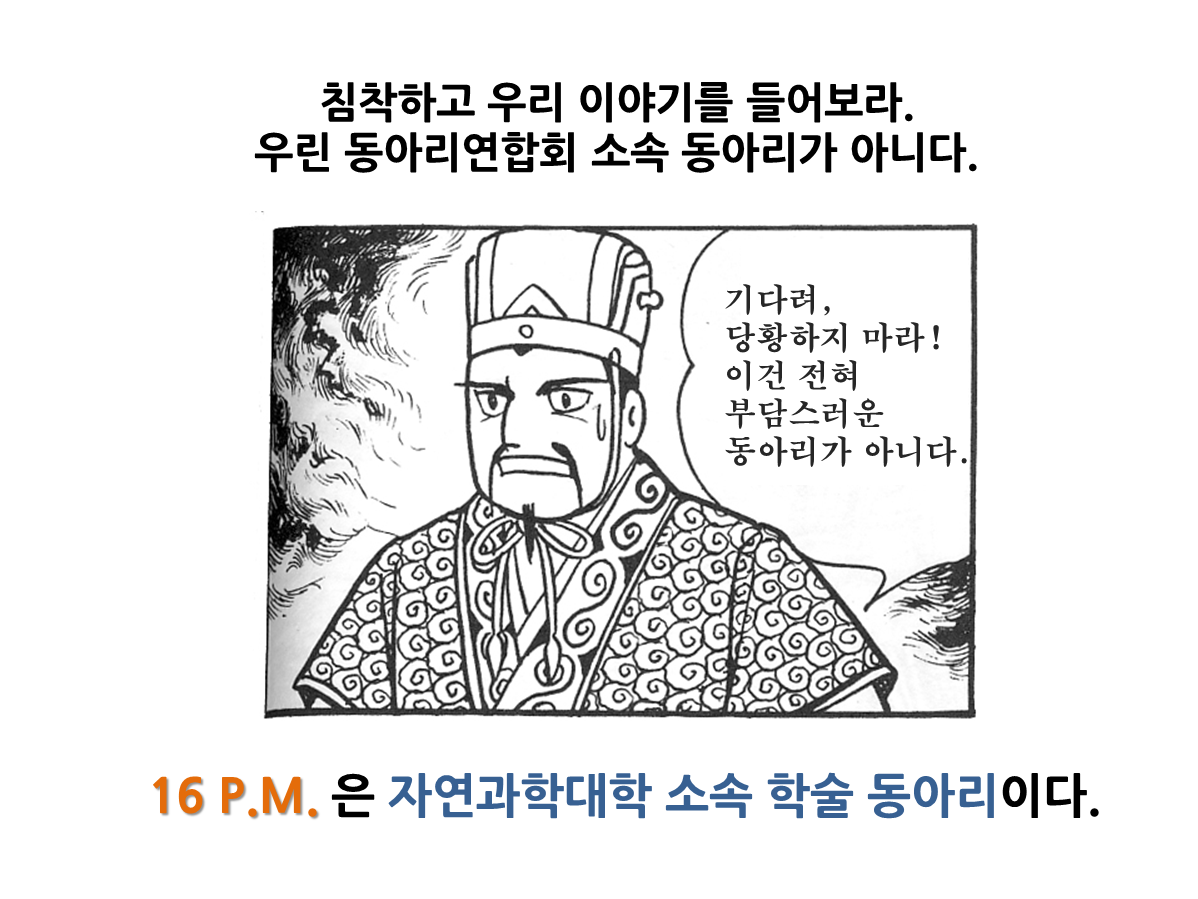 침착하고 우리 이야기를 들어보라.
우린 동아리연합회 소속 동아리가 아니다.
기다려,
당황하지 마라!
이건 전혀
부담스러운
동아리가 아니다.
16 P.M. 은 자연과학대학 소속 학술 동아리이다.